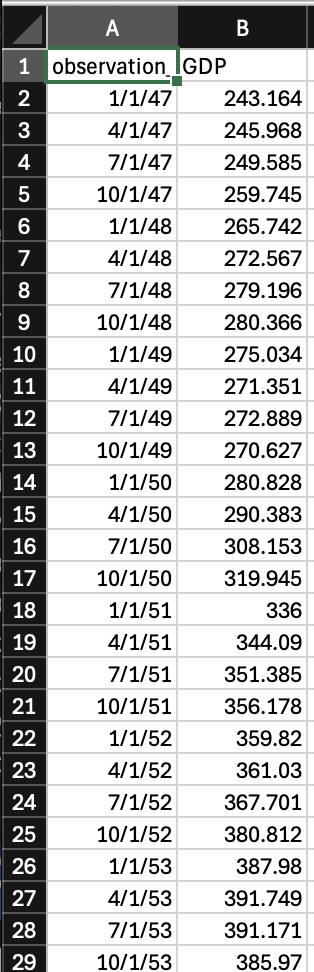 A B
1 observation_ GDP
2 1/1/47 243.164
3 4/1/47 245.968
4 7/1/47 249.585
5 10/1/47 259.745
6 1/1/48 265.742
7 4/1/48 272.567
8 7/1/48 279.196
9 10/1/48 280.366
10 1/1/49 275.034
11 4/1/49 271.351
12 7/1/49 272.889
13 10/1/49 270.627
14 1/1/50 280.828
15 4/1/50 290.383
16 7/1/50 308.153
17 10/1/50 319.945
18 1/1/51 336
19 4/1/51 344.09
20 7/1/51 351.385
21 10/1/51 356.178
22 1/1/52 359.82
23 4/1/52 361.03
24 7/1/52 367.701
25 10/1/52 380.812
26 1/1/53 387.98
27 4/1/53 391.749
28 7/1/53 391.171
29 10/1/53 385.97